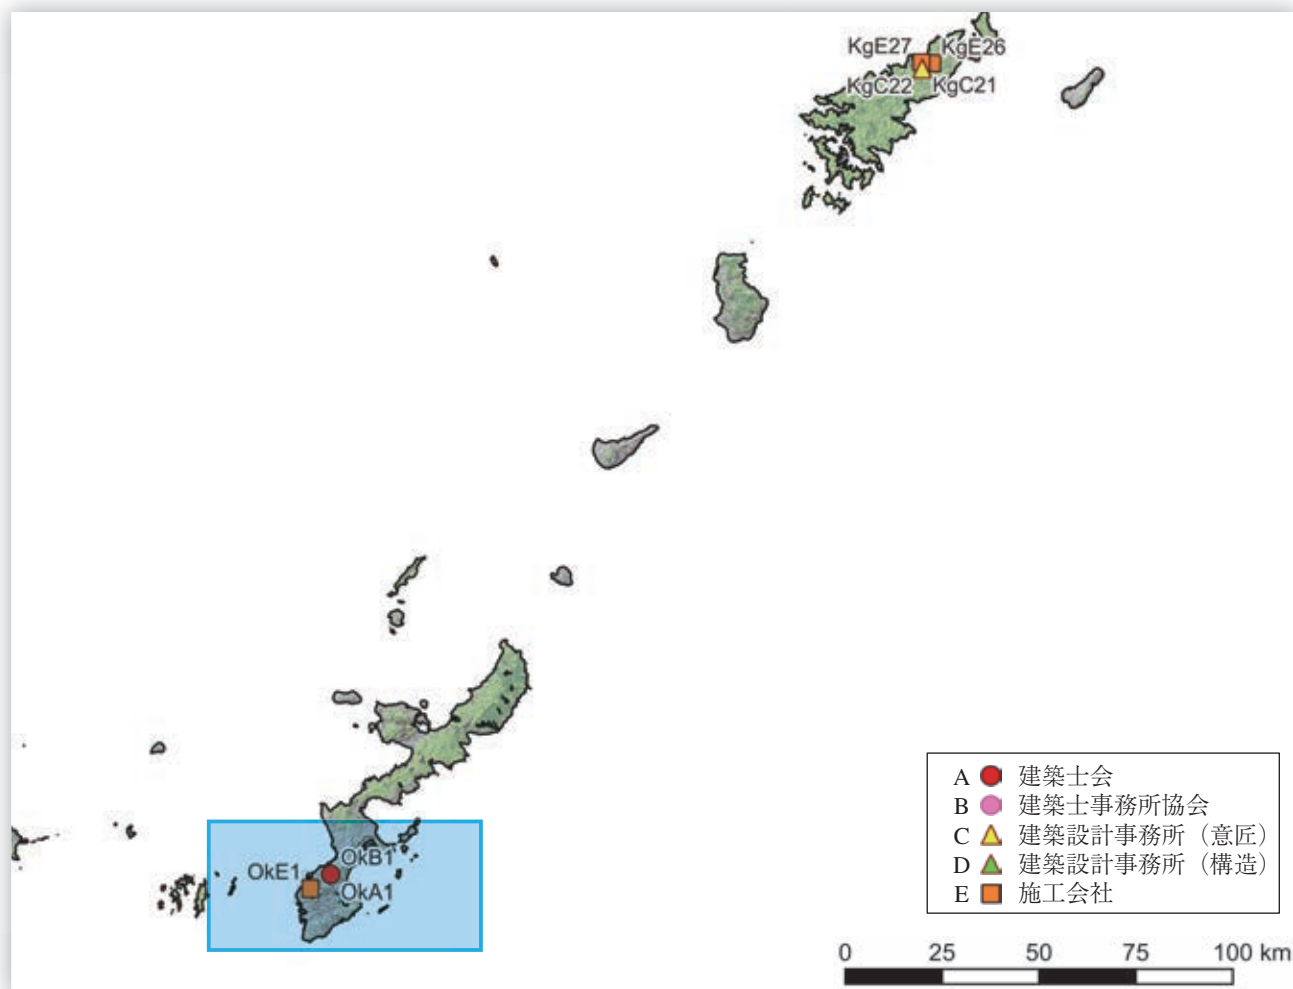 KgE27 KgE26
KgC22 KgC21
OkB1
OkE1
OkA1
A 建築士会
B 建築士事務所協会
C 建築設計事務所（意匠）
D 建築設計事務所（構造）
E 施工会社
0 25 50 75 100 km